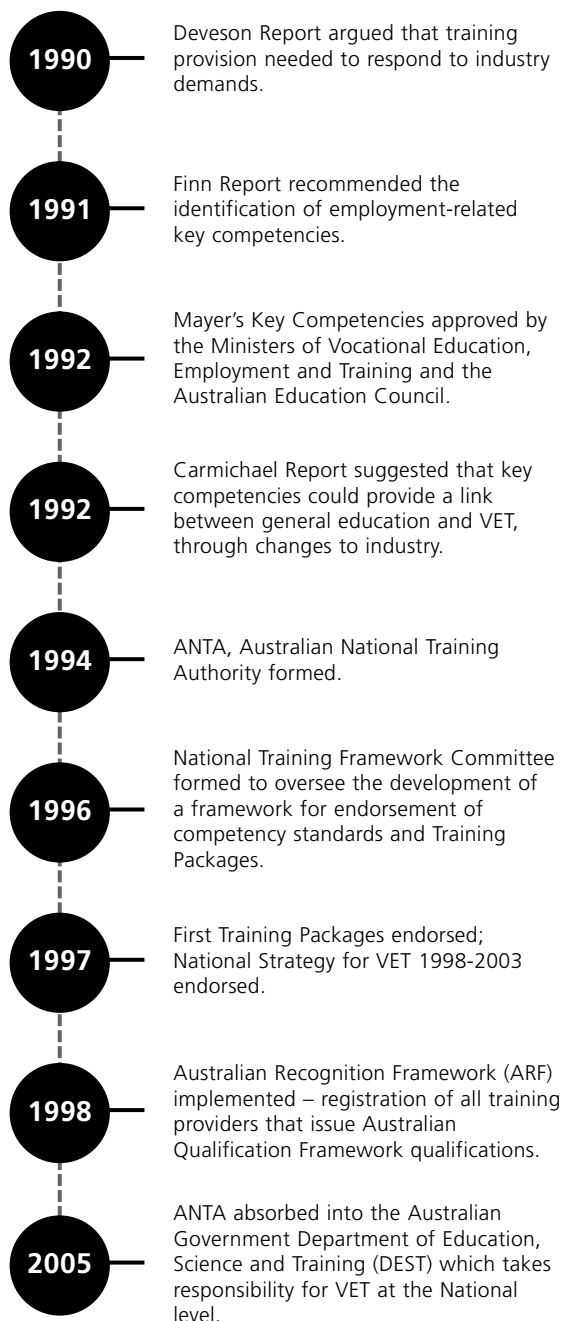 1990
Deveson Report argued that training
provision needed to respond to industry
demands.
1991
Finn Report recommended the
identification of employment-related
key competencies.
1992
Mayer’s Key Competencies approved by
the Ministers of Vocational Education,
Employment and Training and the
Australian Education Council.
1992
Carmichael Report suggested that key
competencies could provide a link
between general education and VET,
through changes to industry.
1994
ANTA, Australian National Training
Authority formed.
1996
National Training Framework Committee
formed to oversee the development of
a framework for endorsement of
competency standards and Training
Packages.
1997
First Training Packages endorsed;
National Strategy for VET 1998-2003
endorsed.
1998
Australian Recognition Framework (ARF)
implemented – registration of all training
providers that issue Australian
Qualification Framework qualifications.
2005
ANTA absorbed into the Australian
Government Department of Education,
Science and Training (DEST) which takes
responsibility for VET at the National
level.